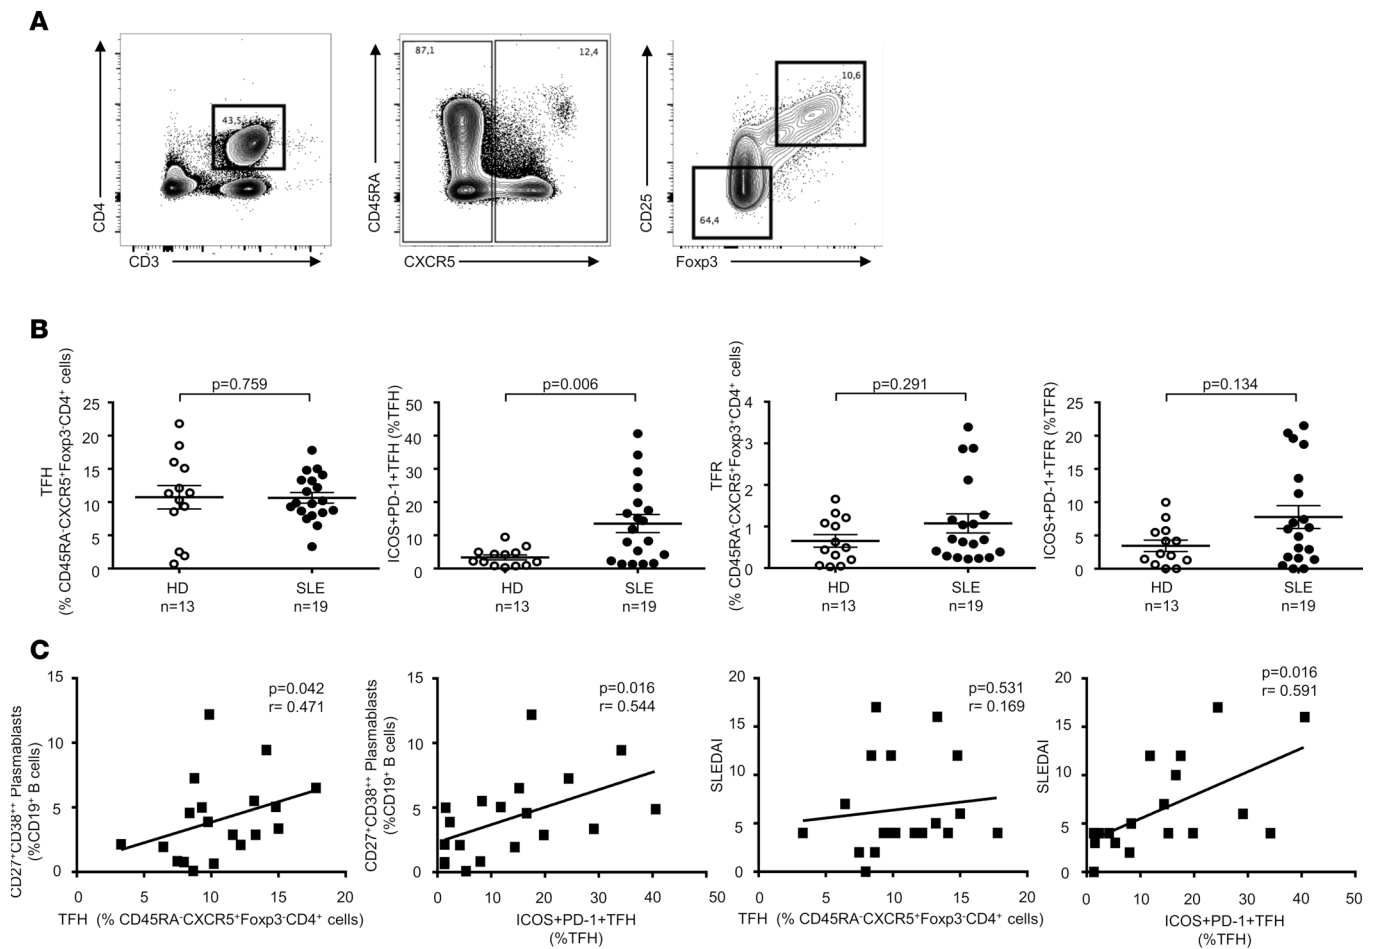 A
CD4
43,5
CD3
CD45RA
87,1
12,4
CXCR5
CD25
10,6
64,4
Foxp3
B
TFH
(% CD45RA-CXCR5+Foxp3-CD4+ cells)
p=0.759
25
20
15
10
5
0
HD
n=13
SLE
n=19
ICOS+PD-1+TFH (%TFH)
p=0.006
50
40
30
20
10
0
HD
n=13
SLE
n=19
TFR
(% CD45RA-CXCR5+Foxp3+CD4+ cells)
p=0.291
4
3
2
1
0
HD
n=13
SLE
n=19
ICOS+PD-1+TFR (%TFR)
p=0.134
25
20
15
10
5
0
HD
n=13
SLE
n=19
C
CD27+CD38++ Plasmablasts
(%CD19+ B cells)
p=0.042
r= 0.471
15
10
5
0
0 5 10 15 20
TFH (% CD45RA-CXCR5+Foxp3-CD4+ cells)
CD27+CD38++ Plasmablasts
(%CD19+ B cells)
p=0.016
r= 0.544
15
10
5
0
0 10 20 30 40 50
ICOS+PD-1+TFH
(%TFH)
SLEDAI
p=0.531
r= 0.169
20
15
10
5
0
0 5 10 15 20
TFH (% CD45RA-CXCR5+Foxp3-CD4+ cells)
SLEDAI
p=0.016
r= 0.591
20
15
10
5
0
0 10 20 30 40 50
ICOS+PD-1+TFH
(%TFH)